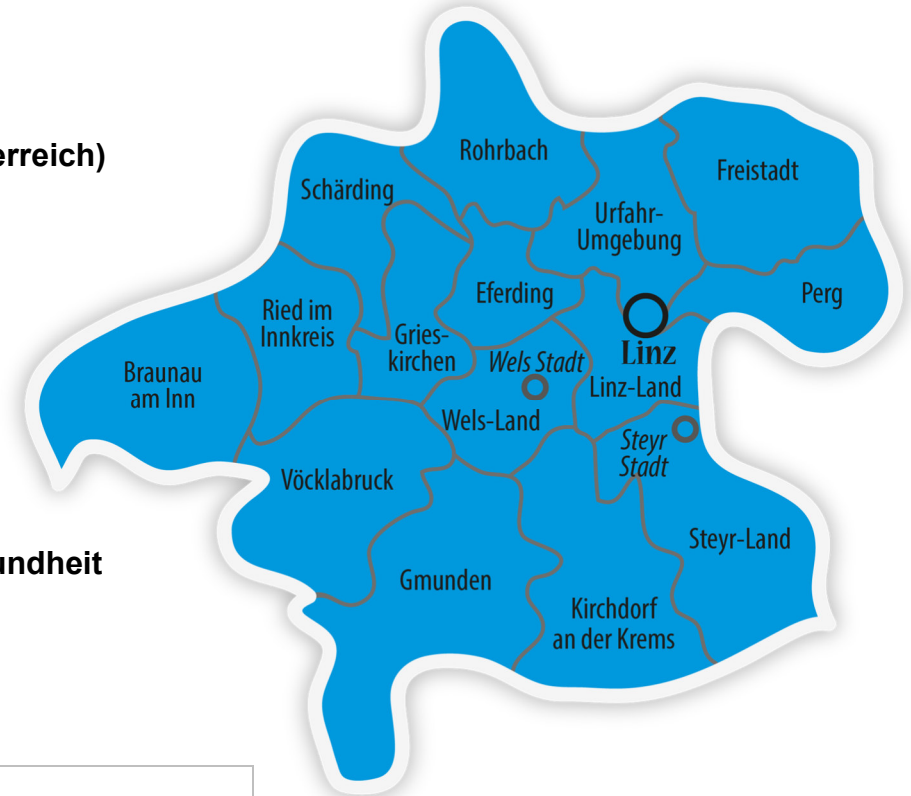 erreich)
Rohrbach
Freistadt
Schärding
Urfahr-
Umgebung
Eferding
Perg
Ried im
Innkreis
Gries-
kirchen
Linz
Wels Stadt
Braunau
am Inn
Linz-Land
Wels-Land
Steyr
Stadt
Vöcklabruck
Steyr-Land
undheit
Gmunden
Kirchdorf
an der Krems